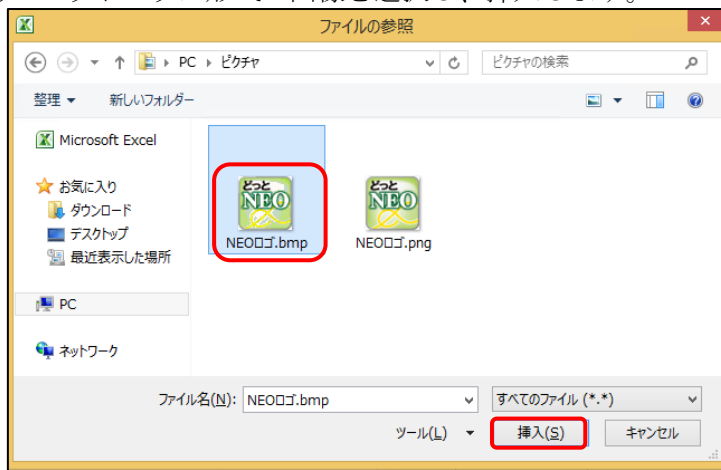 ファイルの参照
PC ▸ ピクチャ
ピクチャの検索
整理 ▼ 新しいフォルダー
Microsoft Excel
お気に入り
ダウンロード
デスクトップ
最近表示した場所
PC
ネットワーク
どっと
NEO
NEOロゴ.bmp
どっと
NEO
NEOロゴ.png
ファイル名(N): NEOロゴ.bmp
すべてのファイル (*.*)
ツール(L) ▼ 挿入(S) キャンセル